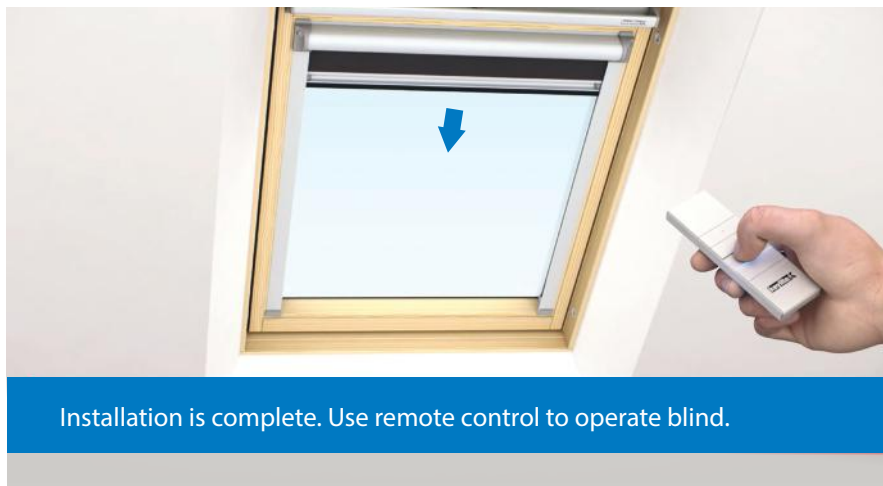 Installation is complete. Use remote control to operate blind.